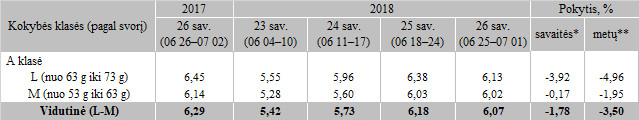 Kokybės klasės (pagal svorį) 2017 2018 Pokytis, %
26 sav. (06 26–07 02) 23 sav. (06 04–10) 24 sav. (06 11–17) 25 sav. (06 18–24) 26 sav. (06 25–07 01) savaitės* metų**
A klasė
L (nuo 63 g iki 73 g) 6,45 5,55 5,96 6,38 6,13 -3,92 -4,96
M (nuo 53 g iki 63 g) 6,14 5,28 5,60 6,03 6,02 -0,17 -1,95
Vidutinė (L-M) 6,29 5,42 5,73 6,18 6,07 -1,78 -3,50